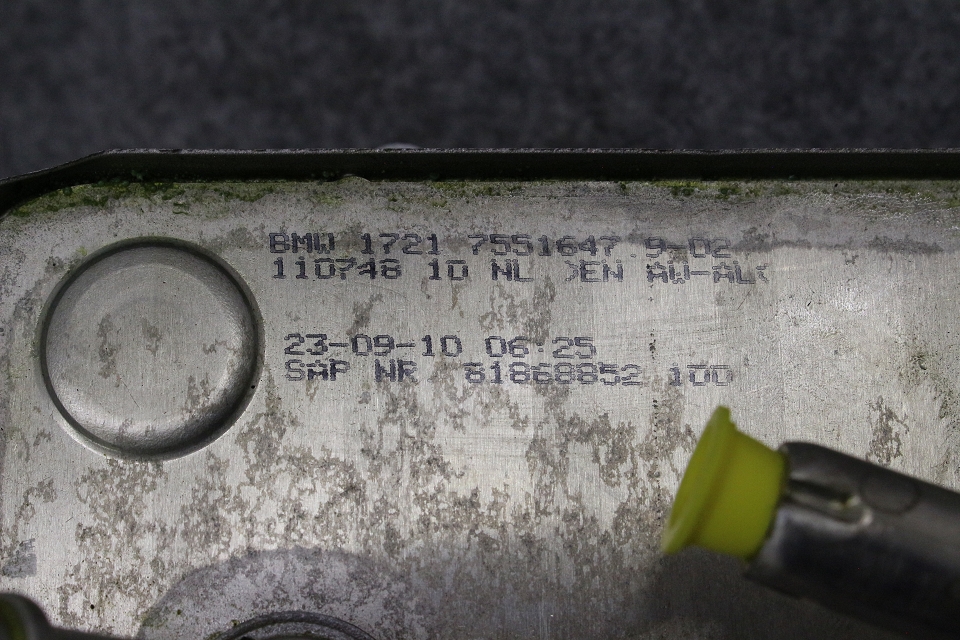 BMW 1721 7551647 9-02
110748 10 NL >EN AW-AL<
23-09-10 06:25
SAP NR 61868852 100